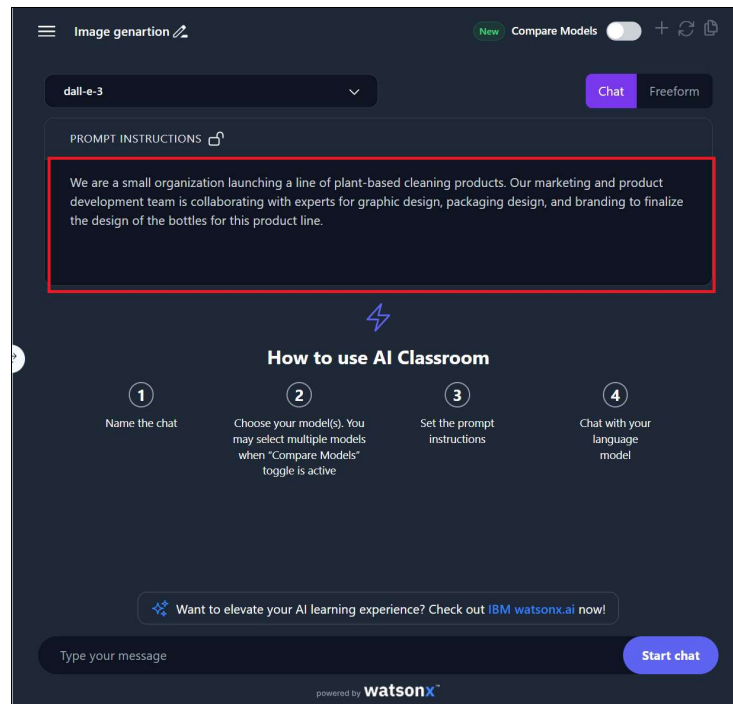 Image genartion
New Compare Models
dall-e-3
Chat Freeform
PROMPT INSTRUCTIONS
We are a small organization launching a line of plant-based cleaning products. Our marketing and product
development team is collaborating with experts for graphic design, packaging design, and branding to finalize
the design of the bottles for this product line.
How to use AI Classroom
1
Name the chat
2
Choose your model(s). You
may select multiple models
when "Compare Models"
toggle is active
3
Set the prompt
instructions
4
Chat with your
language
model
Want to elevate your AI learning experience? Check out IBM watsonx.ai now!
Type your message
Start chat
powered by watsonx™